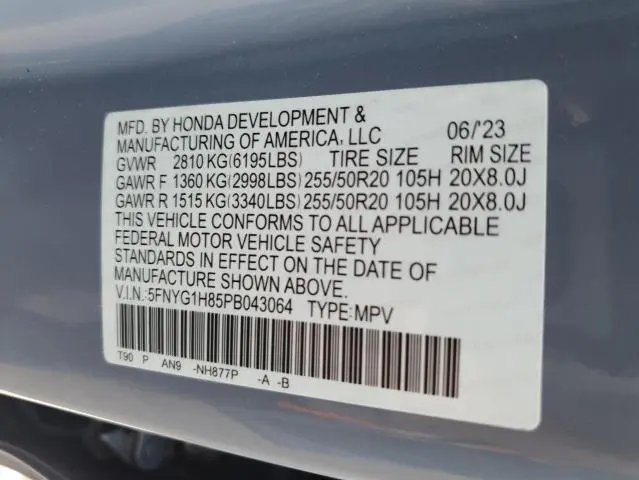 MFD. BY HONDA DEVELOPMENT &
MANUFACTURING OF AMERICA, LLC 06/'23
GVWR 2810 KG(6195LBS) TIRE SIZE RIM SIZE
GAWR F 1360 KG(2998LBS) 255/50R20 105H 20X8.0J
GAWR R 1515 KG(3340LBS) 255/50R20 105H 20X8.0J
THIS VEHICLE CONFORMS TO ALL APPLICABLE
FEDERAL MOTOR VEHICLE SAFETY
STANDARDS IN EFFECT ON THE DATE OF
MANUFACTURE SHOWN ABOVE.
V.I.N.:5FNYG1H85PB043064 TYPE:MPV
T90 P AN9 -NH877P -A -B